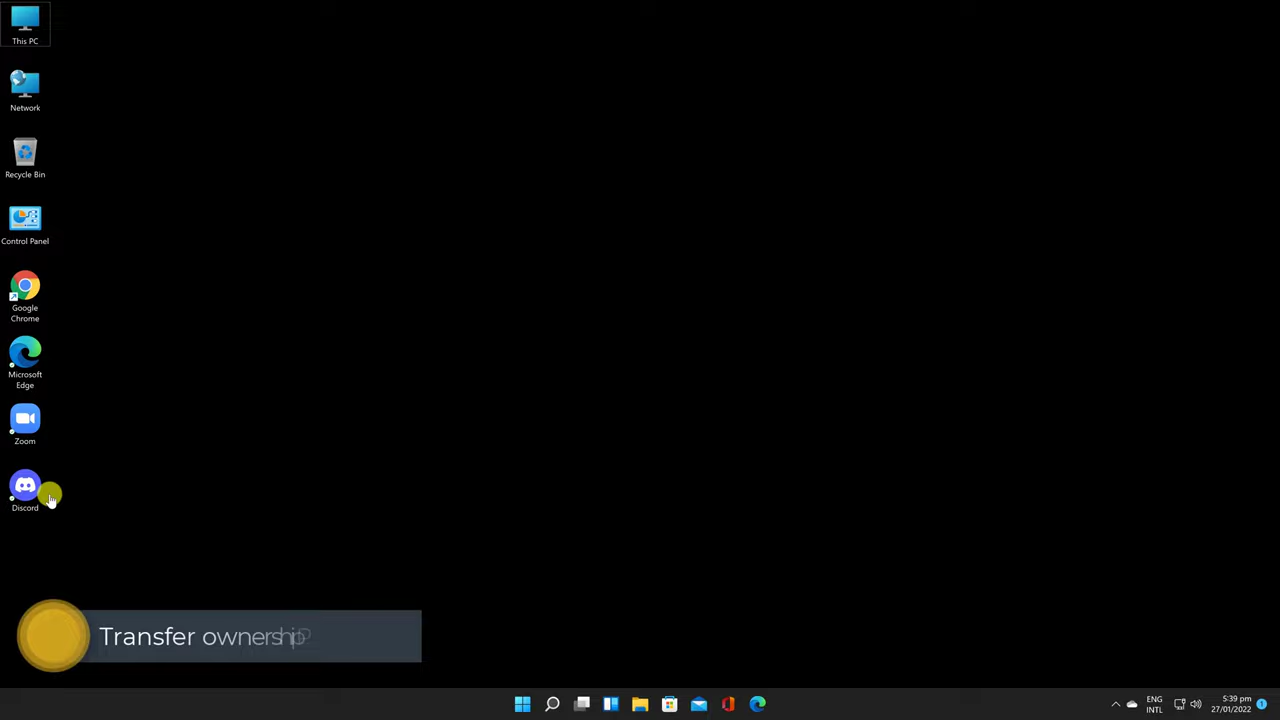 This PC
Network
Recycle Bin
Control Panel
Google
Chrome
Microsoft
Edge
Zoom
Discord
Transfer ownership
ENG
INTL
5:39 pm
27/01/2022
1